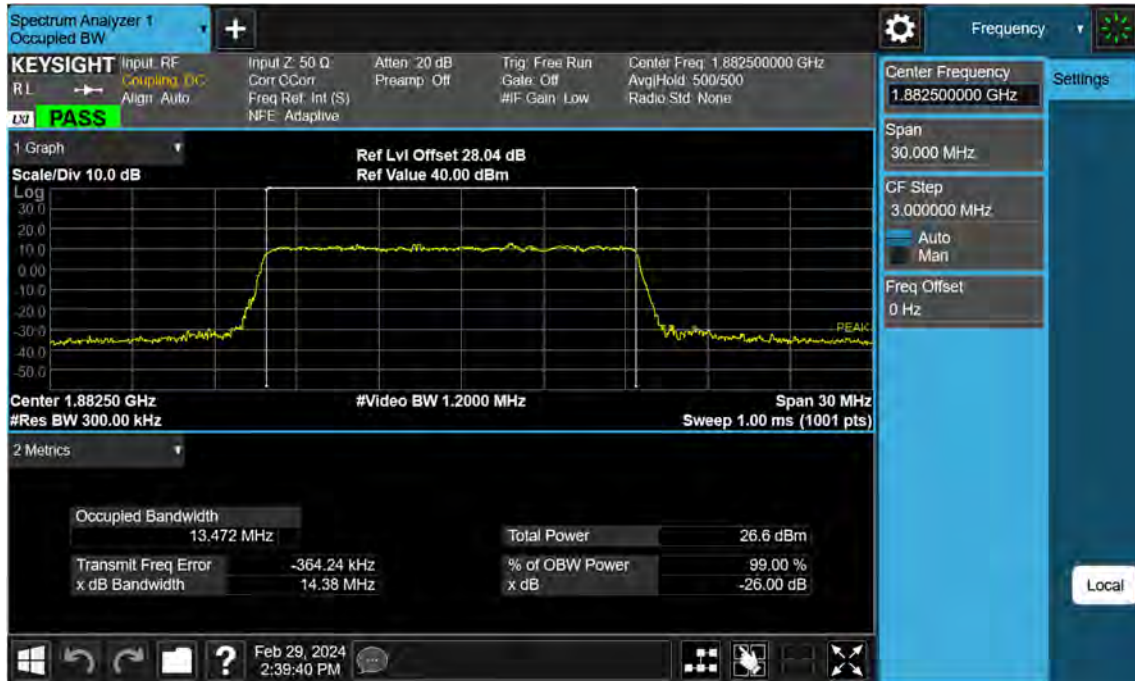 Spectrum Analyzer 1
Occupied BW
+
Frequency
KEYSIGHT
RL
LXI PASS
Input: RF
Coupling: DC
Align: Auto
Input Z: 50 Ω
Corr CCorr
Freq Ref: Int (S)
NFE: Adaptive
Atten: 20 dB
Preamp: Off
Trig: Free Run
Gate: Off
#IF Gain: Low
Center Freq: 1.882500000 GHz
Avg|Hold: 500/500
Radio Std: None
1 Graph
Scale/Div 10.0 dB
Ref Lvl Offset 28.04 dB
Ref Value 40.00 dBm
Log
30.0
20.0
10.0
0.00
-10.0
-20.0
-30.0
-40.0
-50.0
PEAK
Center 1.88250 GHz
#Res BW 300.00 kHz
#Video BW 1.2000 MHz
Span 30 MHz
Sweep 1.00 ms (1001 pts)
2 Metrics
Occupied Bandwidth
13.472 MHz
Transmit Freq Error -364.24 kHz
x dB Bandwidth 14.38 MHz
Total Power 26.6 dBm
% of OBW Power 99.00 %
x dB -26.00 dB
Center Frequency
1.882500000 GHz
Span
30.000 MHz
CF Step
3.000000 MHz
Auto
Man
Freq Offset
0 Hz
Settings
Local
?
Feb 29, 2024
2:39:40 PM